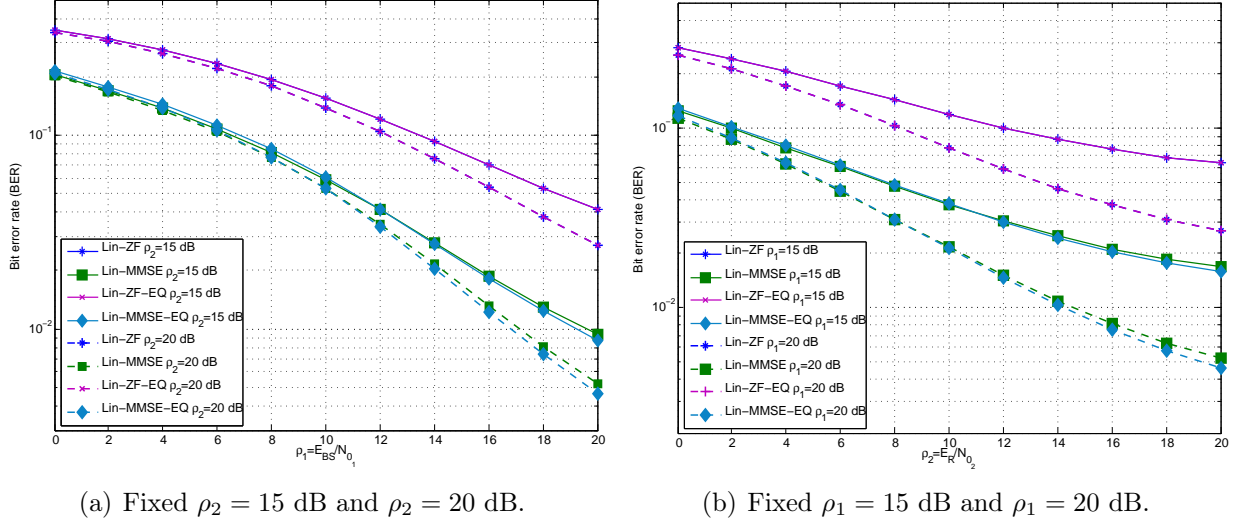 Bit error rate (BER)
10⁻¹
10⁻²
Lin−ZF ρ₂=15 dB
Lin−MMSE ρ₂=15 dB
Lin−ZF−EQ ρ₂=15 dB
Lin−MMSE−EQ ρ₂=15 dB
Lin−ZF ρ₂=20 dB
Lin−MMSE ρ₂=20 dB
Lin−ZF−EQ ρ₂=20 dB
Lin−MMSE−EQ ρ₂=20 dB
0 2 4 6 8 10 12 14 16 18 20
ρ₁=E_BS/N_0₁
(a) Fixed ρ₂ = 15 dB and ρ₂ = 20 dB.
Bit error rate (BER)
10⁻¹
10⁻²
Lin−ZF ρ₁=15 dB
Lin−MMSE ρ₁=15 dB
Lin−ZF−EQ ρ₁=15 dB
Lin−MMSE−EQ ρ₁=15 dB
Lin−ZF ρ₁=20 dB
Lin−MMSE ρ₁=20 dB
Lin−ZF−EQ ρ₁=20 dB
Lin−MMSE−EQ ρ₁=20 dB
0 2 4 6 8 10 12 14 16 18 20
ρ₂=E_R/N_0₂
(b) Fixed ρ₁ = 15 dB and ρ₁ = 20 dB.